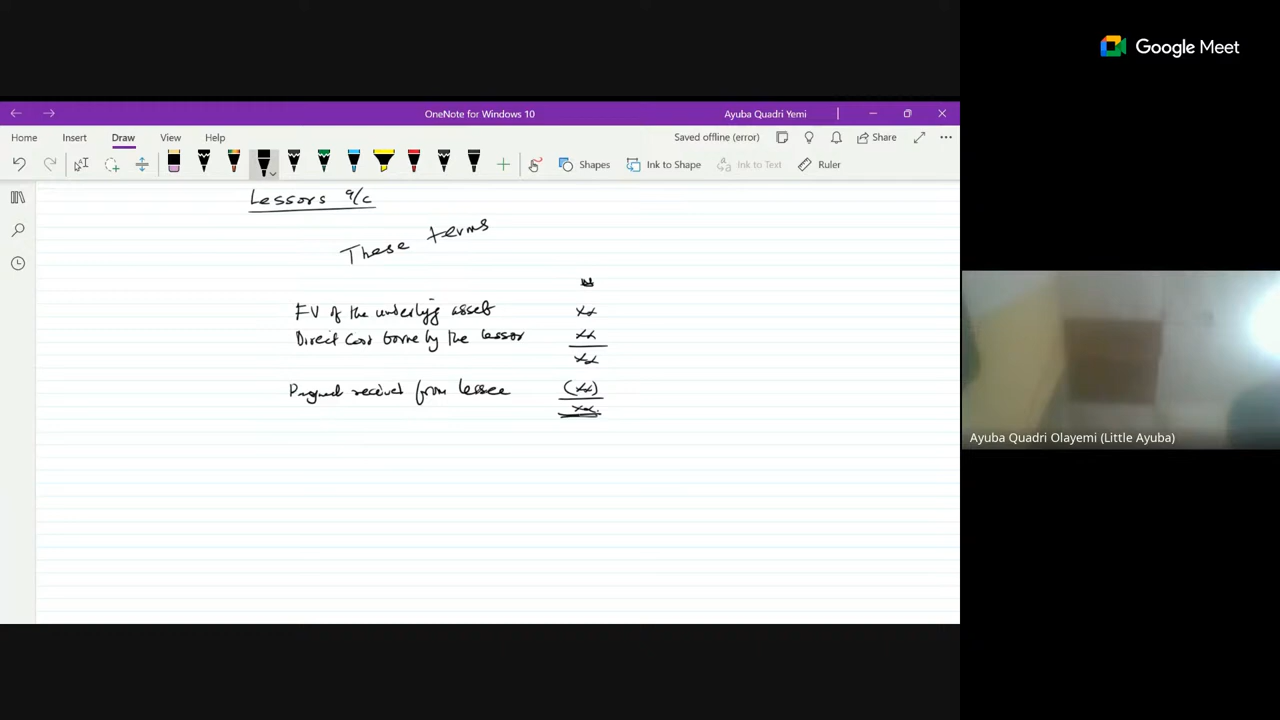 Google Meet
OneNote for Windows 10
Ayuba Quadri Yemi
Home Insert Draw View Help
Saved offline (error)
Share
Shapes
Ink to Shape
Ink to Text
Ruler
Lessors a/c
These terms
FV of the underlying asset xx
Direct Cost borne by the lessor xx
xx
received from lessee (xx)
xx
Ayuba Quadri Olayemi (Little Ayuba)